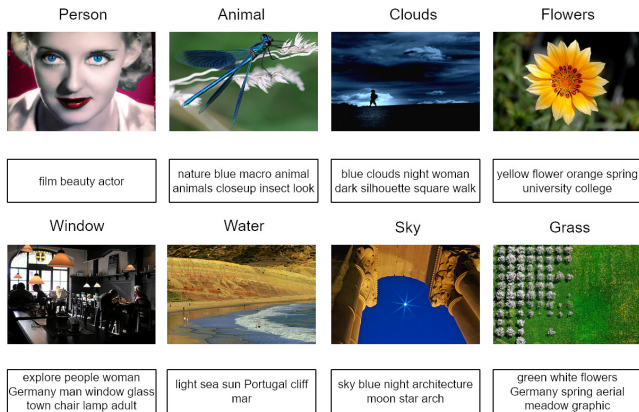 Person
Animal
Clouds
Flowers
film beauty actor
nature blue macro animal
animals closeup insect look
blue clouds night woman
dark silhouette square walk
yellow flower orange spring
university college
Window
Water
Sky
Grass
explore people woman
Germany man window glass
town chair lamp adult
light sea sun Portugal cliff
mar
sky blue night architecture
moon star arch
green white flowers
Germany spring aerial
meadow graphic